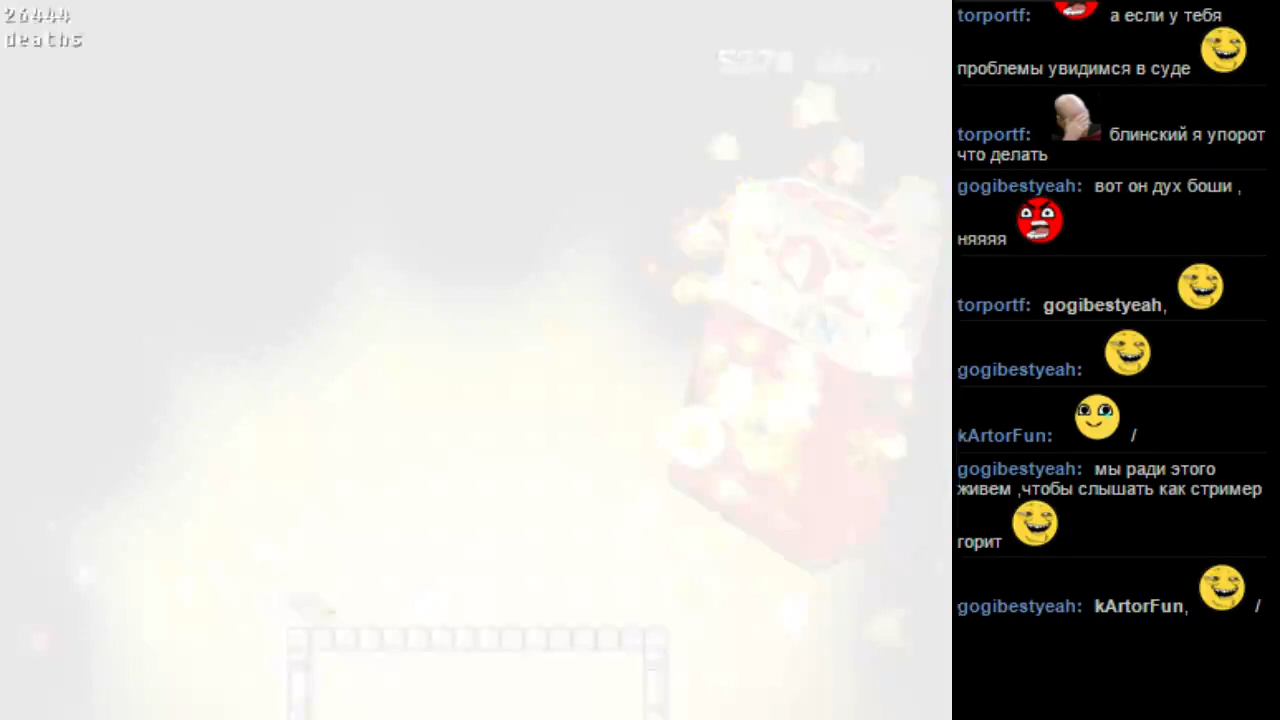 26444
deaths
torportf: а если у тебя
проблемы увидимся в суде
torportf: блинский я упорот
что делать
gogibestyeah: вот он дух боши ,
няяяя
torportf: gogibestyeah,
gogibestyeah:
kArtorFun: /
gogibestyeah: мы ради этого
живем ,чтобы слышать как стример
горит
gogibestyeah: kArtorFun, /